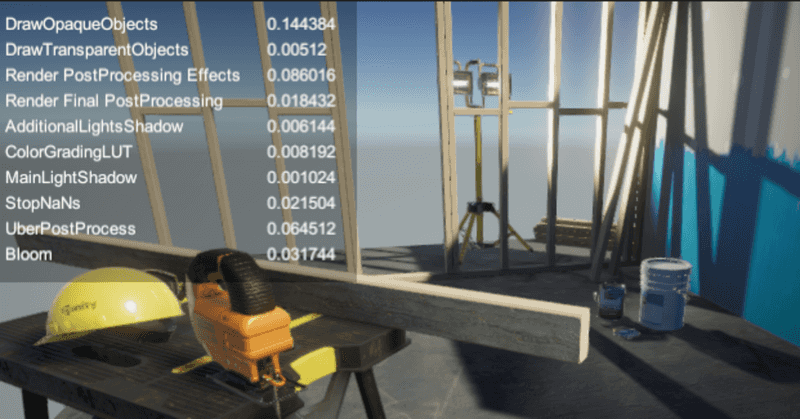 DrawOpaqueObjects 0.144384
DrawTransparentObjects 0.00512
Render PostProcessing Effects 0.086016
Render Final PostProcessing 0.018432
AdditionalLightsShadow 0.006144
ColorGradingLUT 0.008192
MainLightShadow 0.001024
StopNaNs 0.021504
UberPostProcess 0.064512
Bloom 0.031744